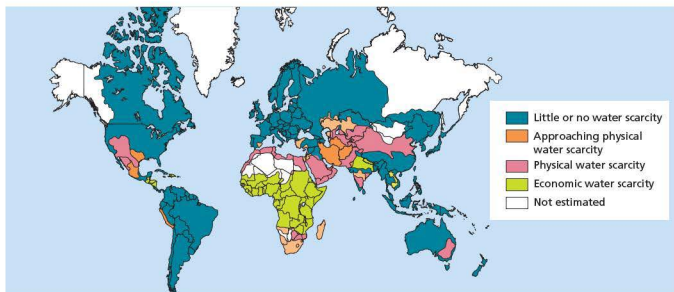 Little or no water scarcity
Approaching physical
water scarcity
Physical water scarcity
Economic water scarcity
Not estimated